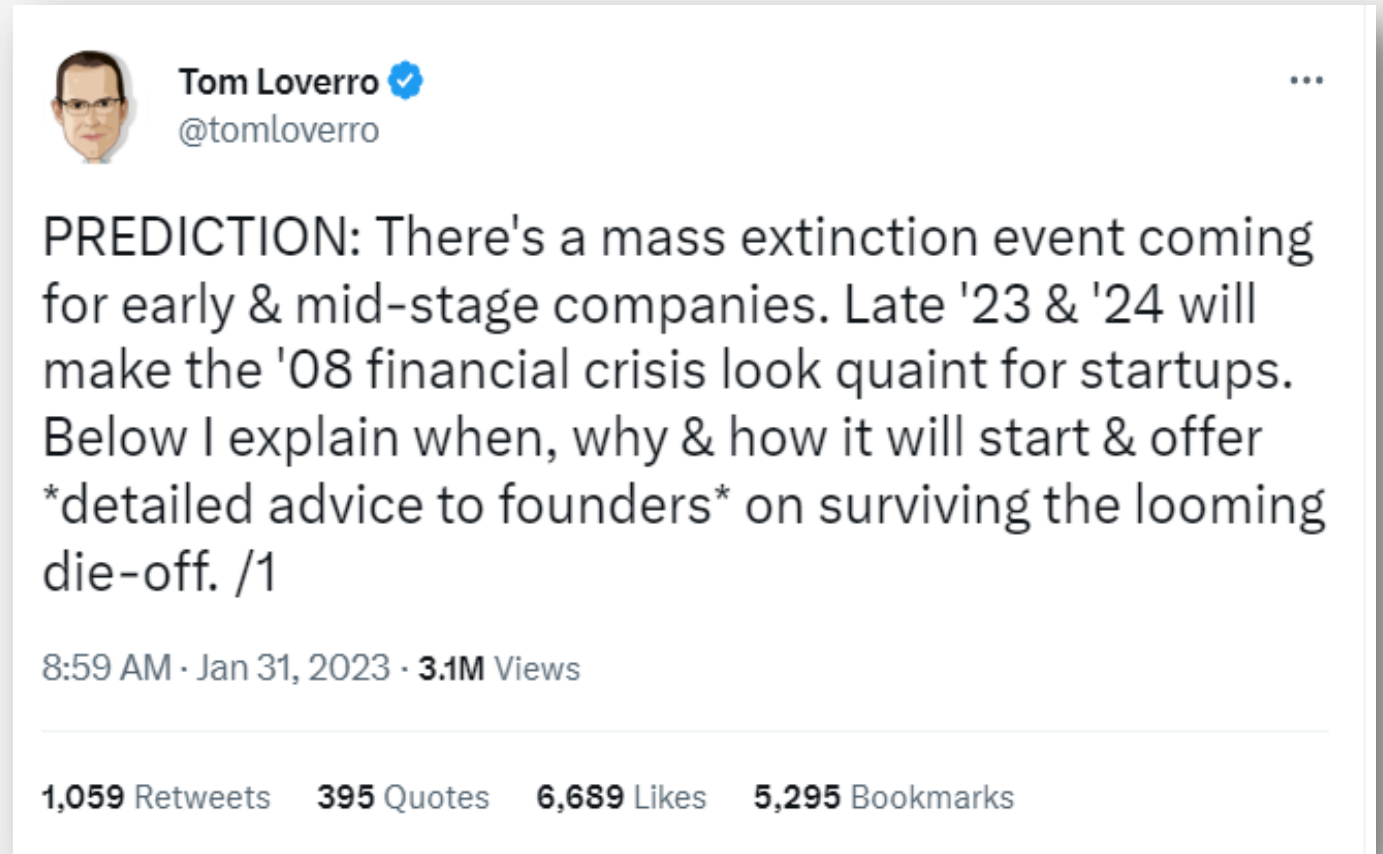 Tom Loverro
@tomloverro
PREDICTION: There's a mass extinction event coming
for early & mid-stage companies. Late '23 & '24 will
make the '08 financial crisis look quaint for startups.
Below I explain when, why & how it will start & offer
*detailed advice to founders* on surviving the looming
die-off. /1
8:59 AM · Jan 31, 2023 · 3.1M Views
1,059 Retweets 395 Quotes 6,689 Likes 5,295 Bookmarks